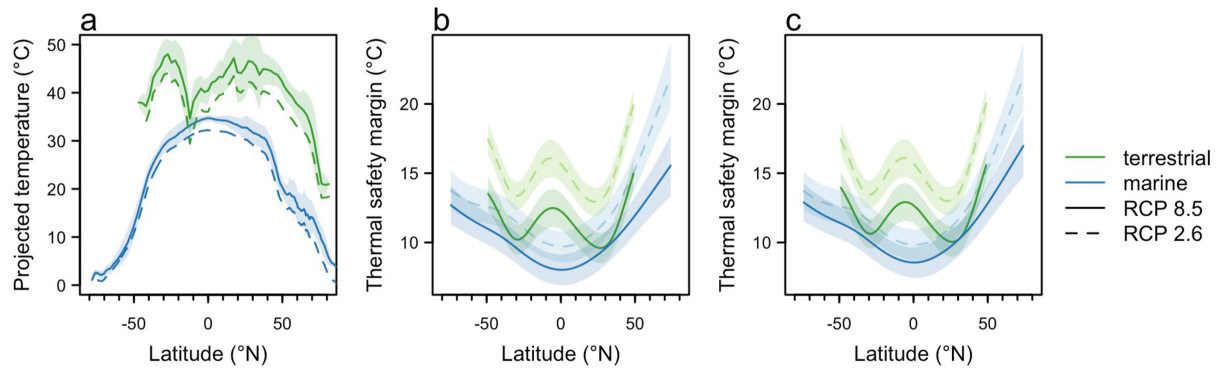 a
Projected temperature (°C)
50
40
30
20
10
0
-50 0 50
Latitude (°N)
b
Thermal safety margin (°C)
20
15
10
-50 0 50
Latitude (°N)
c
Thermal safety margin (°C)
20
15
10
-50 0 50
Latitude (°N)
terrestrial
marine
RCP 8.5
RCP 2.6